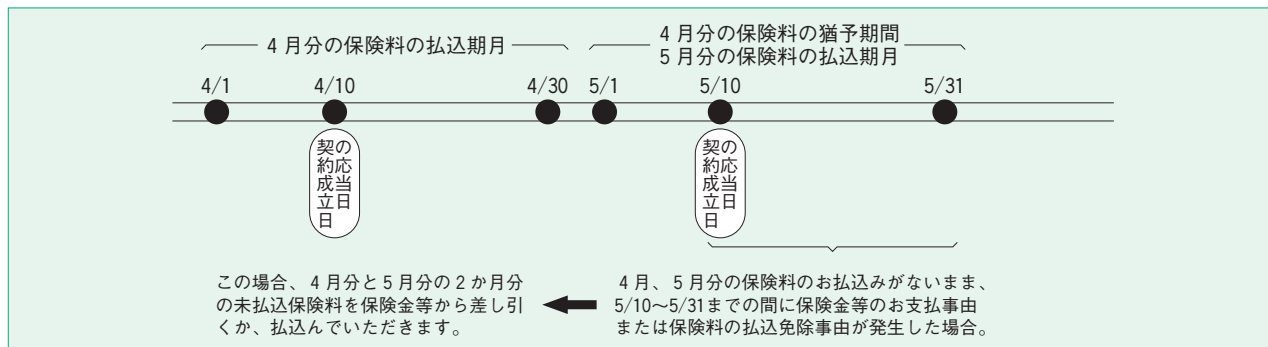 4月分の保険料の払込期月
4月分の保険料の猶予期間
5月分の保険料の払込期月
4/1
4/10
4/30
5/1
5/10
5/31
契約成立日
の応当日
契約成立日
の応当日
この場合、4月分と5月分の2か月分
の未払込保険料を保険金等から差し引
くか、払込んでいただきます。
4月、5月分の保険料のお払込みがないまま、
5/10〜5/31までの間に保険金等のお支払事由
または保険料の払込免除事由が発生した場合。